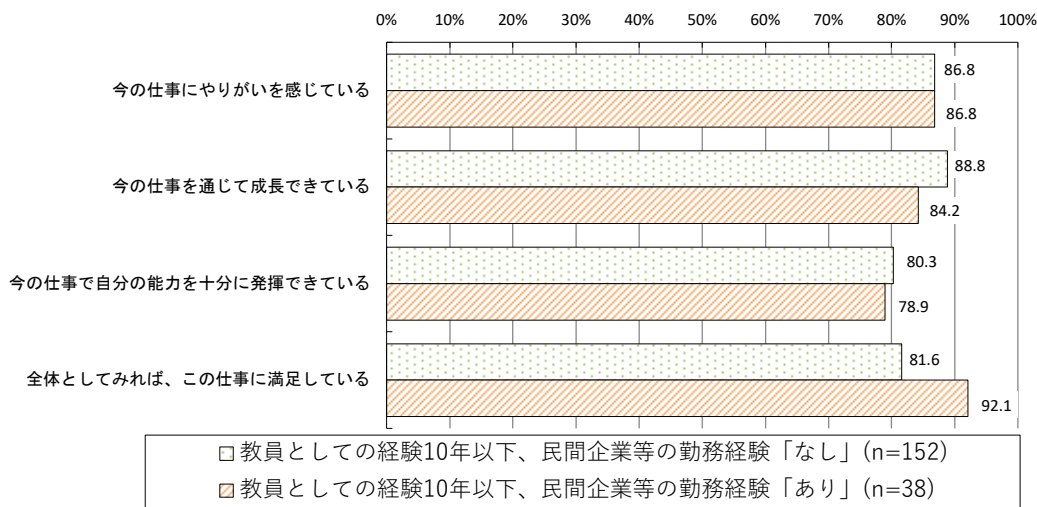 0% 10% 20% 30% 40% 50% 60% 70% 80% 90% 100%
今の仕事にやりがいを感じている
86.8
86.8
今の仕事を通じて成長できている
88.8
84.2
今の仕事で自分の能力を十分に発揮できている
80.3
78.9
全体としてみれば、この仕事に満足している
81.6
92.1
教員としての経験10年以下、民間企業等の勤務経験「なし」(n=152)
教員としての経験10年以下、民間企業等の勤務経験「あり」(n=38)